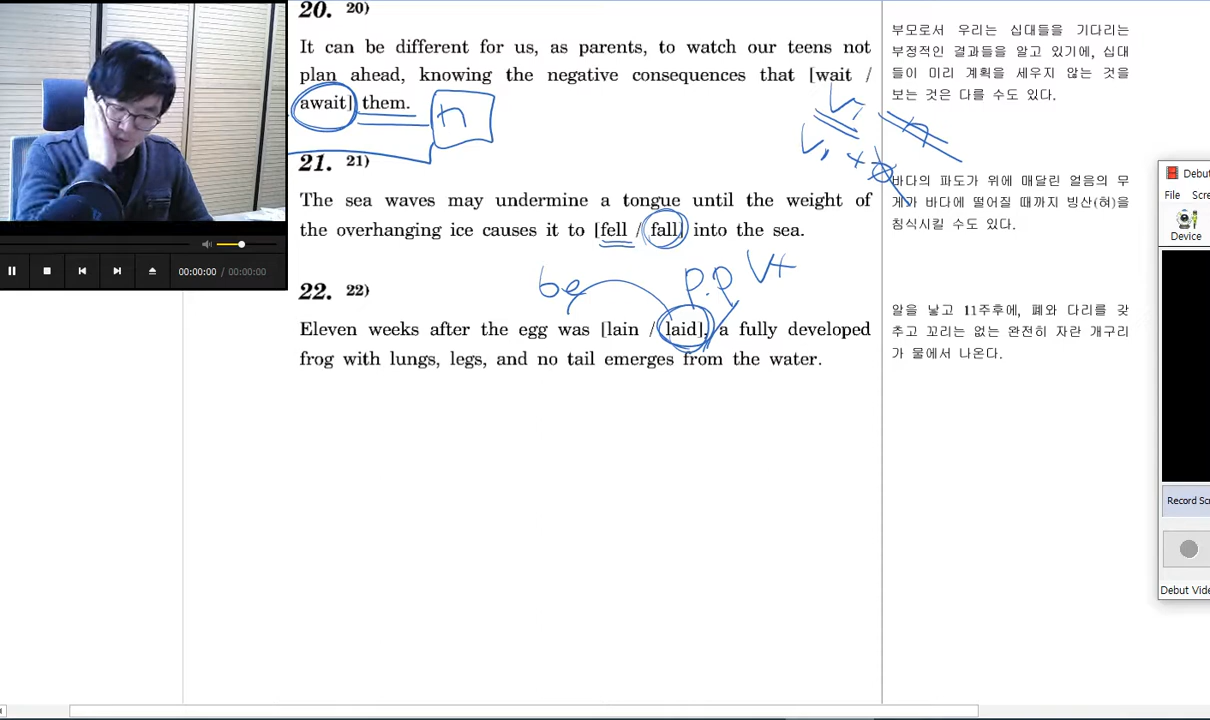 20. 20)
It can be different for us, as parents, to watch our teens not
plan ahead, knowing the negative consequences that [wait /
await] them.
n
21. 21)
The sea waves may undermine a tongue until the weight of
the overhanging ice causes it to [fell / fall] into the sea.
be
p.p
Vt
22. 22)
Eleven weeks after the egg was [lain / laid], a fully developed
frog with lungs, legs, and no tail emerges from the water.
부모로서 우리는 십대들을 기다리는
부정적인 결과들을 알고 있기에, 십대
들이 미리 계획을 세우지 않는 것을
보는 것은 다를 수도 있다.
바다의 파도가 위에 매달린 얼음의 무
게가 바다에 떨어질 때까지 빙산(혀)을
침식시킬 수도 있다.
알을 낳고 11주후에, 폐와 다리를 갖
추고 꼬리는 없는 완전히 자란 개구리
가 물에서 나온다.
00:00:00 /00:00:00
Debut
File Scre
Device
Record Scr
Debut Vide